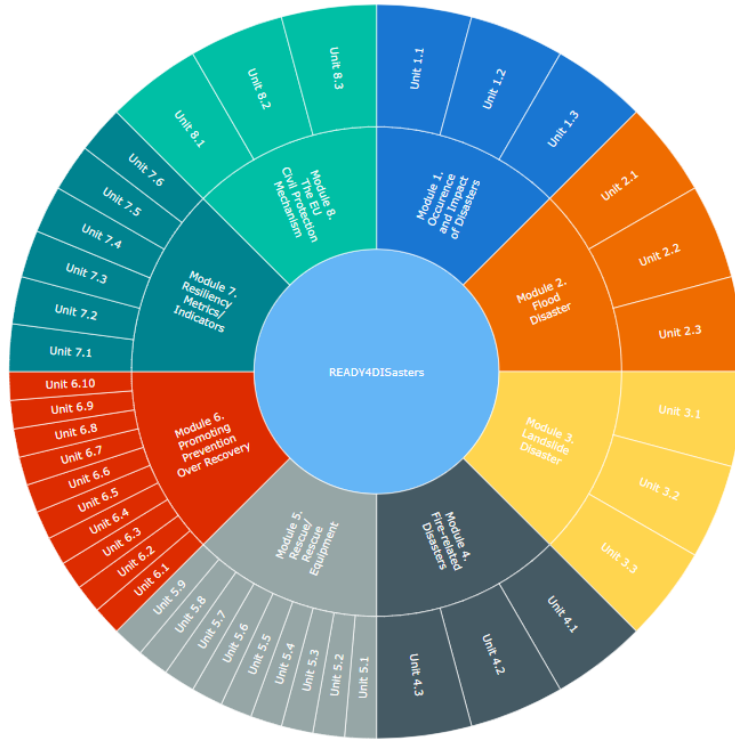 READY4DISasters
Module 1.
Occurence
and Impact
of Disasters
Unit 1.1
Unit 1.2
Unit 1.3
Module 2.
Flood
Disaster
Unit 2.1
Unit 2.2
Unit 2.3
Module 3.
Landslide
Disaster
Unit 3.1
Unit 3.2
Unit 3.3
Module 4.
Fire-related
Disasters
Unit 4.1
Unit 4.2
Unit 4.3
Module 5.
Rescue/
Rescue
Equipment
Unit 5.1
Unit 5.2
Unit 5.3
Unit 5.4
Unit 5.5
Unit 5.6
Unit 5.7
Unit 5.8
Unit 5.9
Module 6.
Promoting
Prevention
Over Recovery
Unit 6.1
Unit 6.2
Unit 6.3
Unit 6.4
Unit 6.5
Unit 6.6
Unit 6.7
Unit 6.8
Unit 6.9
Unit 6.10
Module 7.
Resiliency
Metrics/
Indicators
Unit 7.1
Unit 7.2
Unit 7.3
Unit 7.4
Unit 7.5
Unit 7.6
Module 8.
The EU
Civil Protection
Mechanism
Unit 8.1
Unit 8.2
Unit 8.3